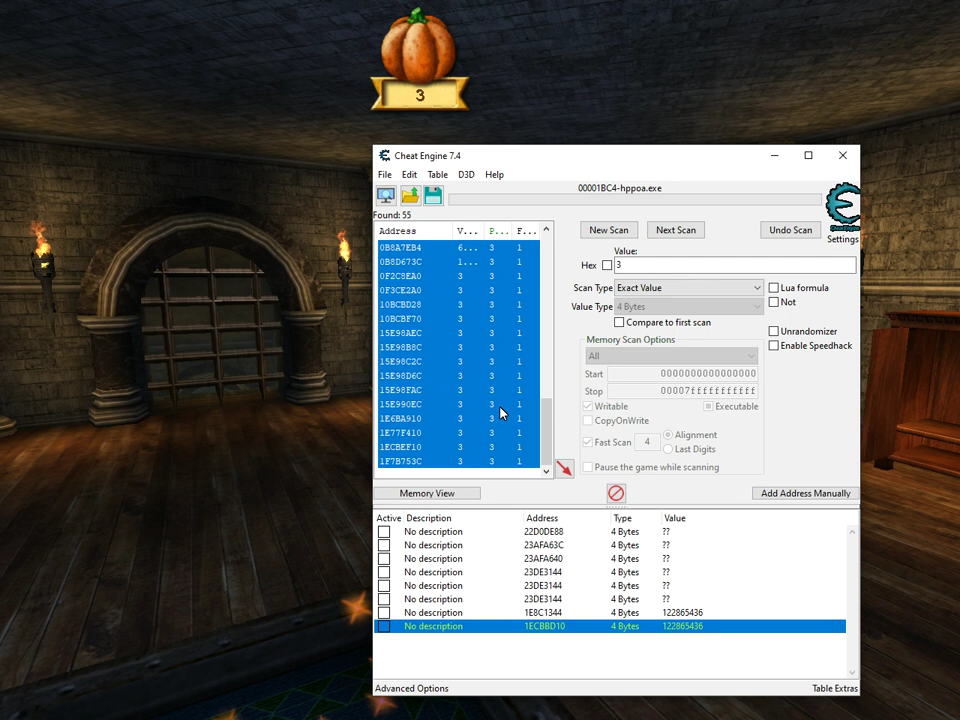 3
Cheat Engine 7.4
File Edit Table D3D Help
00001BC4-hppoa.exe
Found: 55
Settings
Address V... P... F...
0B8A7EB4 6... 3 1
0B8D673C 1... 3 1
0F2C8EA0 3 3 1
0F3CE2A0 3 3 1
10BCBD28 3 3 1
10BCBF70 3 3 1
15E98AEC 3 3 1
15E98B8C 3 3 1
15E98C2C 3 3 1
15E98D6C 3 3 1
15E98FAC 3 3 1
15E990EC 3 3 1
1E6BA910 3 3 1
1E77F410 3 3 1
1ECBEF10 3 3 1
1F7B753C 3 3 1
New Scan Next Scan Undo Scan
Value:
Hex 3
Scan Type Exact Value
Value Type 4 Bytes
Compare to first scan
Lua formula
Not
Unrandomizer
Enable Speedhack
Memory Scan Options
All
Start 0000000000000000
Stop 00007fffffffffff
Writable Executable
CopyOnWrite
Fast Scan 4 Alignment
Last Digits
Pause the game while scanning
Memory View Add Address Manually
Active Description Address Type Value
No description 22D0DE88 4 Bytes ??
No description 23AFA63C 4 Bytes ??
No description 23AFA640 4 Bytes ??
No description 23DE3144 4 Bytes ??
No description 23DE3144 4 Bytes ??
No description 23DE3144 4 Bytes ??
No description 1E8C1344 4 Bytes 122865436
No description 1ECBBD10 4 Bytes 122865436
Advanced Options Table Extras